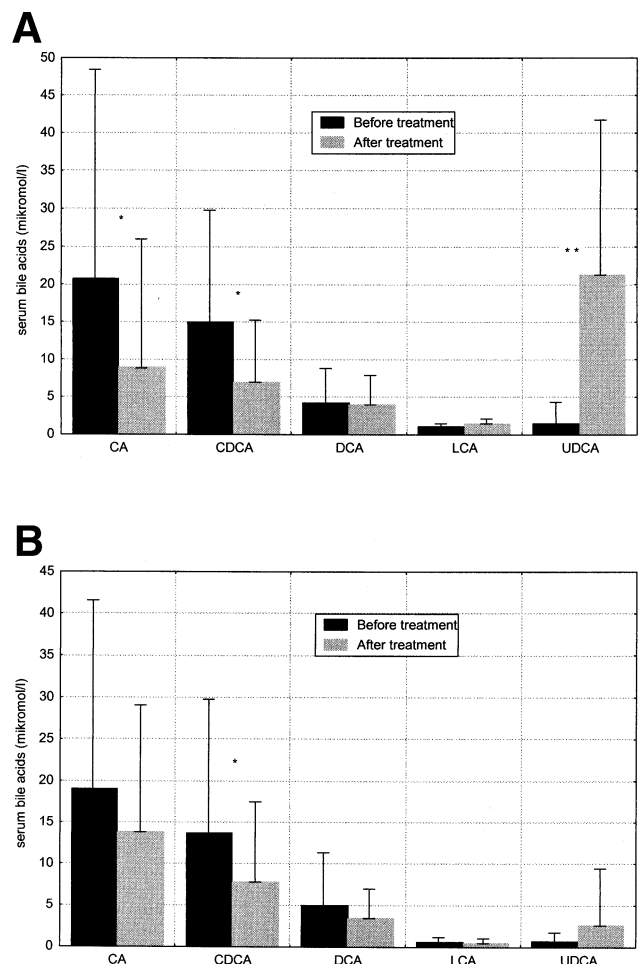 A
50
45
40
35
30
25
20
15
10
5
0
serum bile acids (mikromol/l)
Before treatment
After treatment
*
*
**
CA CDCA DCA LCA UDCA
B
45
40
35
30
25
20
15
10
5
0
serum bile acids (mikromol/l)
Before treatment
After treatment
*
CA CDCA DCA LCA UDCA